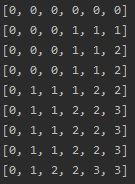 [0, 0, 0, 0, 0, 0]
[0, 0, 0, 1, 1, 1]
[0, 0, 0, 1, 1, 2]
[0, 0, 0, 1, 1, 2]
[0, 1, 1, 1, 2, 2]
[0, 1, 1, 2, 2, 3]
[0, 1, 1, 2, 2, 3]
[0, 1, 1, 2, 2, 3]
[0, 1, 2, 2, 3, 3]